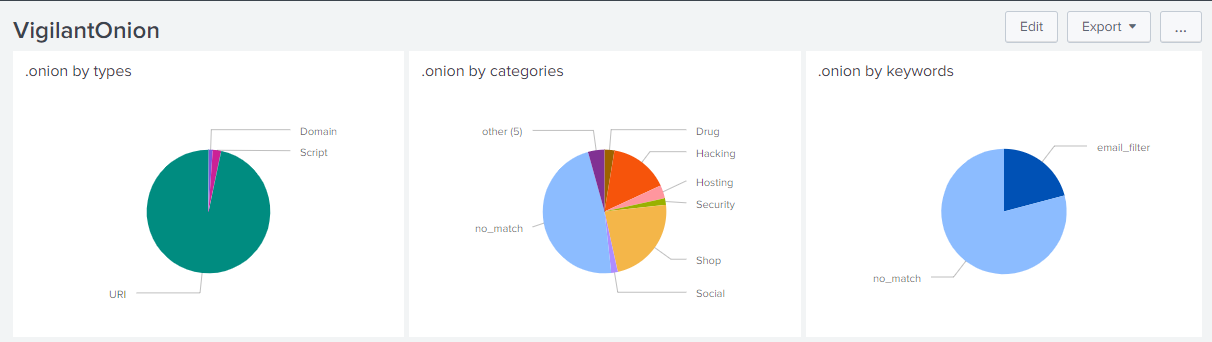 VigilantOnion
Edit
Export
...
.onion by types
Domain
Script
URI
.onion by categories
other (5)
Drug
Hacking
Hosting
Security
no_match
Shop
Social
.onion by keywords
email_filter
no_match